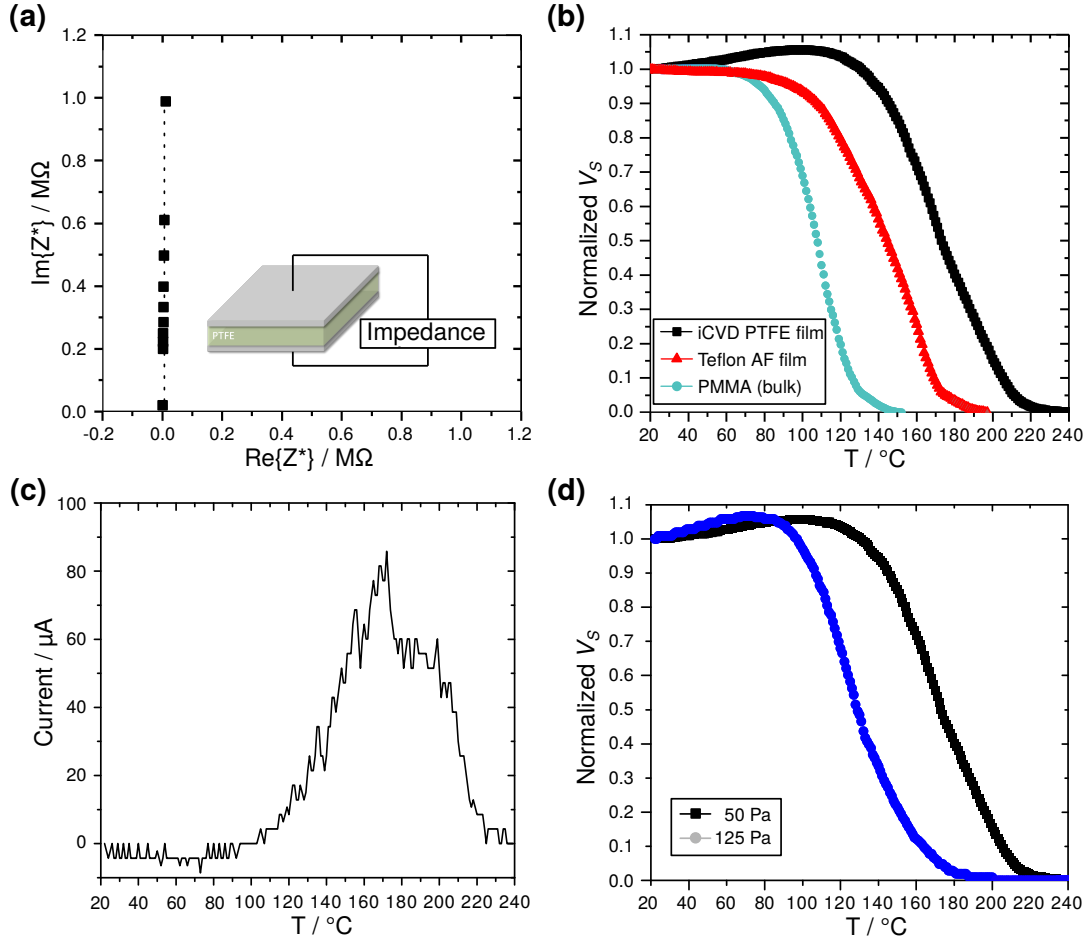 (a)
1.2
1.0
0.8
0.6
0.4
0.2
0.0
-0.2 0.0 0.2 0.4 0.6 0.8 1.0 1.2
Im{Z*} / MΩ
Re{Z*} / MΩ
PTFE
Impedance
(b)
1.1
1.0
0.9
0.8
0.7
0.6
0.5
0.4
0.3
0.2
0.1
0.0
20 40 60 80 100 120 140 160 180 200 220 240
Normalized VS
T / °C
iCVD PTFE film
Teflon AF film
PMMA (bulk)
(c)
100
80
60
40
20
0
20 40 60 80 100 120 140 160 180 200 220 240
Current / µA
T / °C
(d)
1.1
1.0
0.9
0.8
0.7
0.6
0.5
0.4
0.3
0.2
0.1
0.0
20 40 60 80 100 120 140 160 180 200 220 240
Normalized VS
T / °C
50 Pa
125 Pa